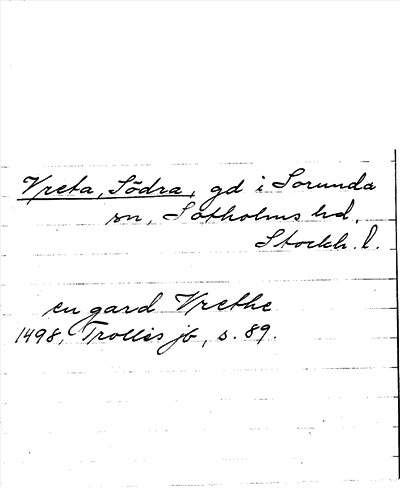 Vreta, Södra, gd i Sorunda
sn, Sotholms hd.
Stockh. l.
en gard Vrethe
1498, Trolles jb, s. 89.